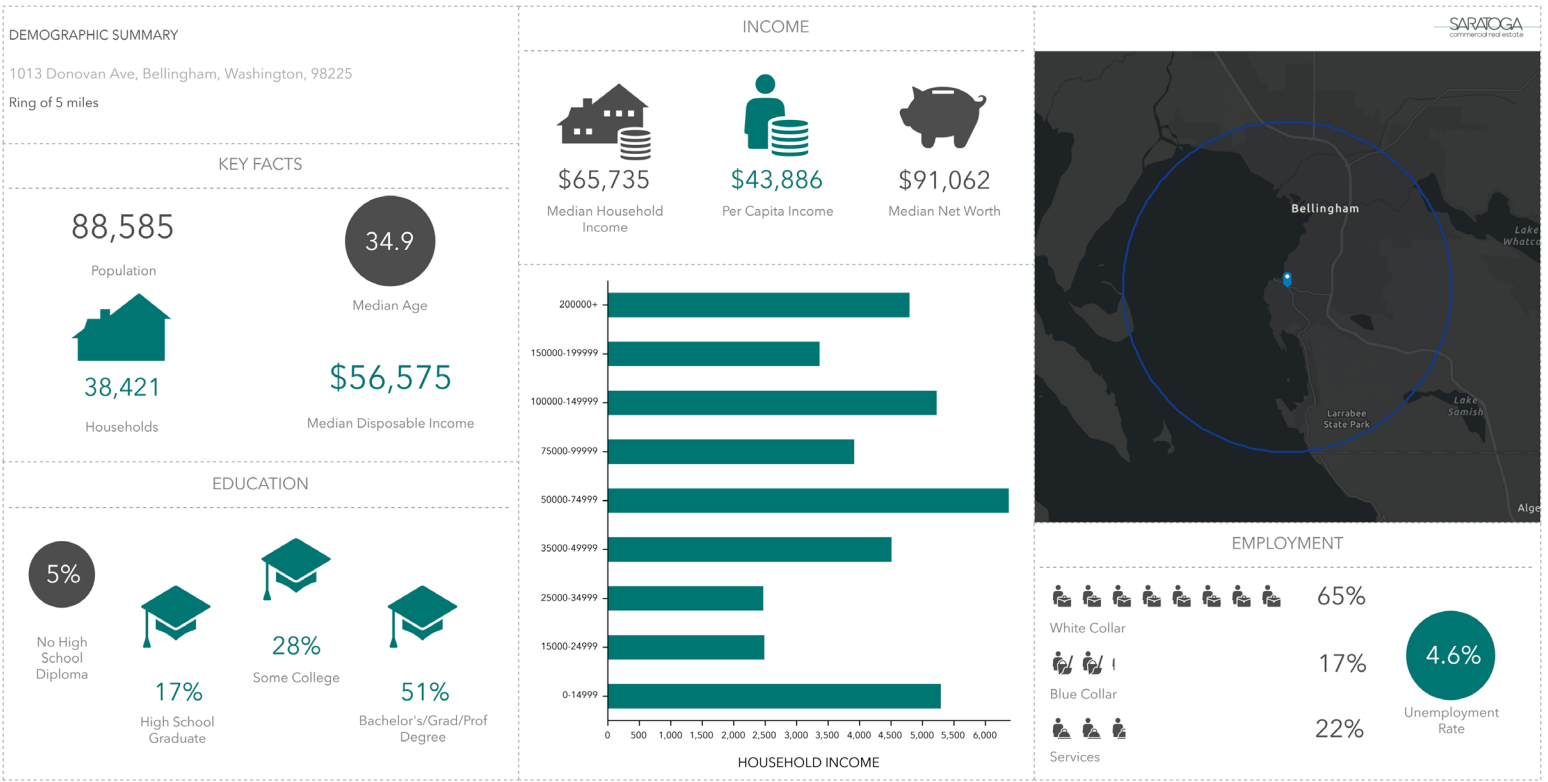 DEMOGRAPHIC SUMMARY
1013 Donovan Ave, Bellingham, Washington, 98225
Ring of 5 miles
KEY FACTS
88,585
Population
34.9
Median Age
38,421
Households
$56,575
Median Disposable Income
EDUCATION
5%
No High
School
Diploma
17%
High School
Graduate
28%
Some College
51%
Bachelor's/Grad/Prof
Degree
INCOME
$65,735
Median Household
Income
$43,886
Per Capita Income
$91,062
Median Net Worth
200000+
150000-199999
100000-149999
75000-99999
50000-74999
35000-49999
25000-34999
15000-24999
0-14999
0 500 1,000 1,500 2,000 2,500 3,000 3,500 4,000 4,500 5,000 5,500 6,000
HOUSEHOLD INCOME
SARATOGA
commercial real estate
Bellingham
Lake
Whatco
Larrabee
State Park
Lake
Samish
Alge
EMPLOYMENT
65%
White Collar
17%
Blue Collar
22%
Services
4.6%
Unemployment
Rate